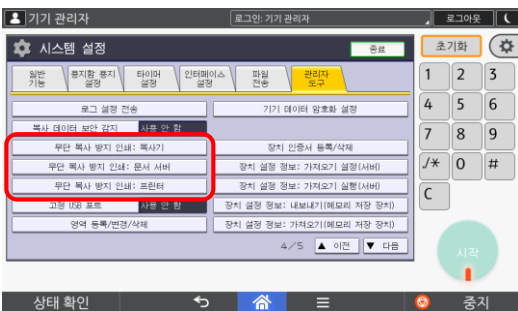 기기 관리자
로그인: 기기 관리자
로그아웃
시스템 설정
종료
초기화
일반 기능
용지함 용지 설정
타이머 설정
인터페이스 설정
파일 전송
관리자 도구
로그 설정 전송
기기 데이터 암호화 설정
복사 데이터 보안 감지
사용 안 함
무단 복사 방지 인쇄: 복사기
장치 인증서 등록/삭제
무단 복사 방지 인쇄: 문서 서버
장치 설정 정보: 가져오기 설정(서버)
무단 복사 방지 인쇄: 프린터
장치 설정 정보: 가져오기 실행(서버)
고정 USB 포트
사용 안 함
장치 설정 정보: 내보내기(메모리 저장 장치)
영역 등록/변경/삭제
장치 설정 정보: 가져오기(메모리 저장 장치)
4/5
▲ 이전
▼ 다음
1 2 3
4 5 6
7 8 9
./* 0 #
C
시작
상태 확인
중지